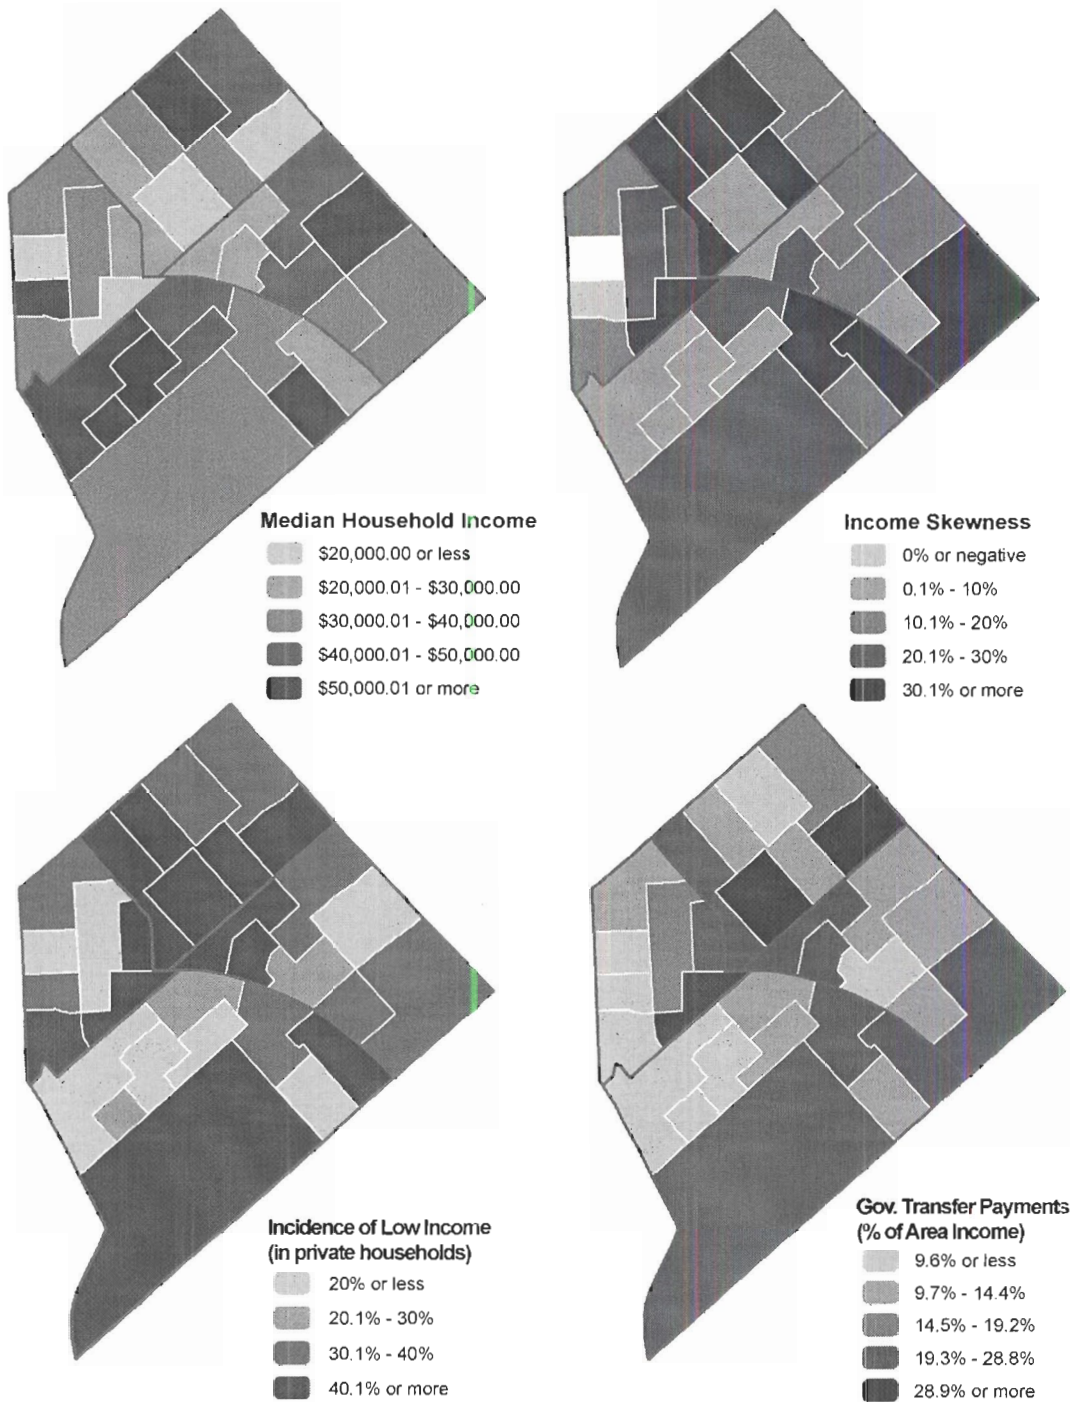 Median Household Income
$20,000.00 or less
$20,000.01 - $30,000.00
$30,000.01 - $40,000.00
$40,000.01 - $50,000.00
$50,000.01 or more
Income Skewness
0% or negative
0.1% - 10%
10.1% - 20%
20.1% - 30%
30.1% or more
Incidence of Low Income
(in private households)
20% or less
20.1% - 30%
30.1% - 40%
40.1% or more
Gov. Transfer Payments
(% of Area Income)
9.6% or less
9.7% - 14.4%
14.5% - 19.2%
19.3% - 28.8%
28.9% or more